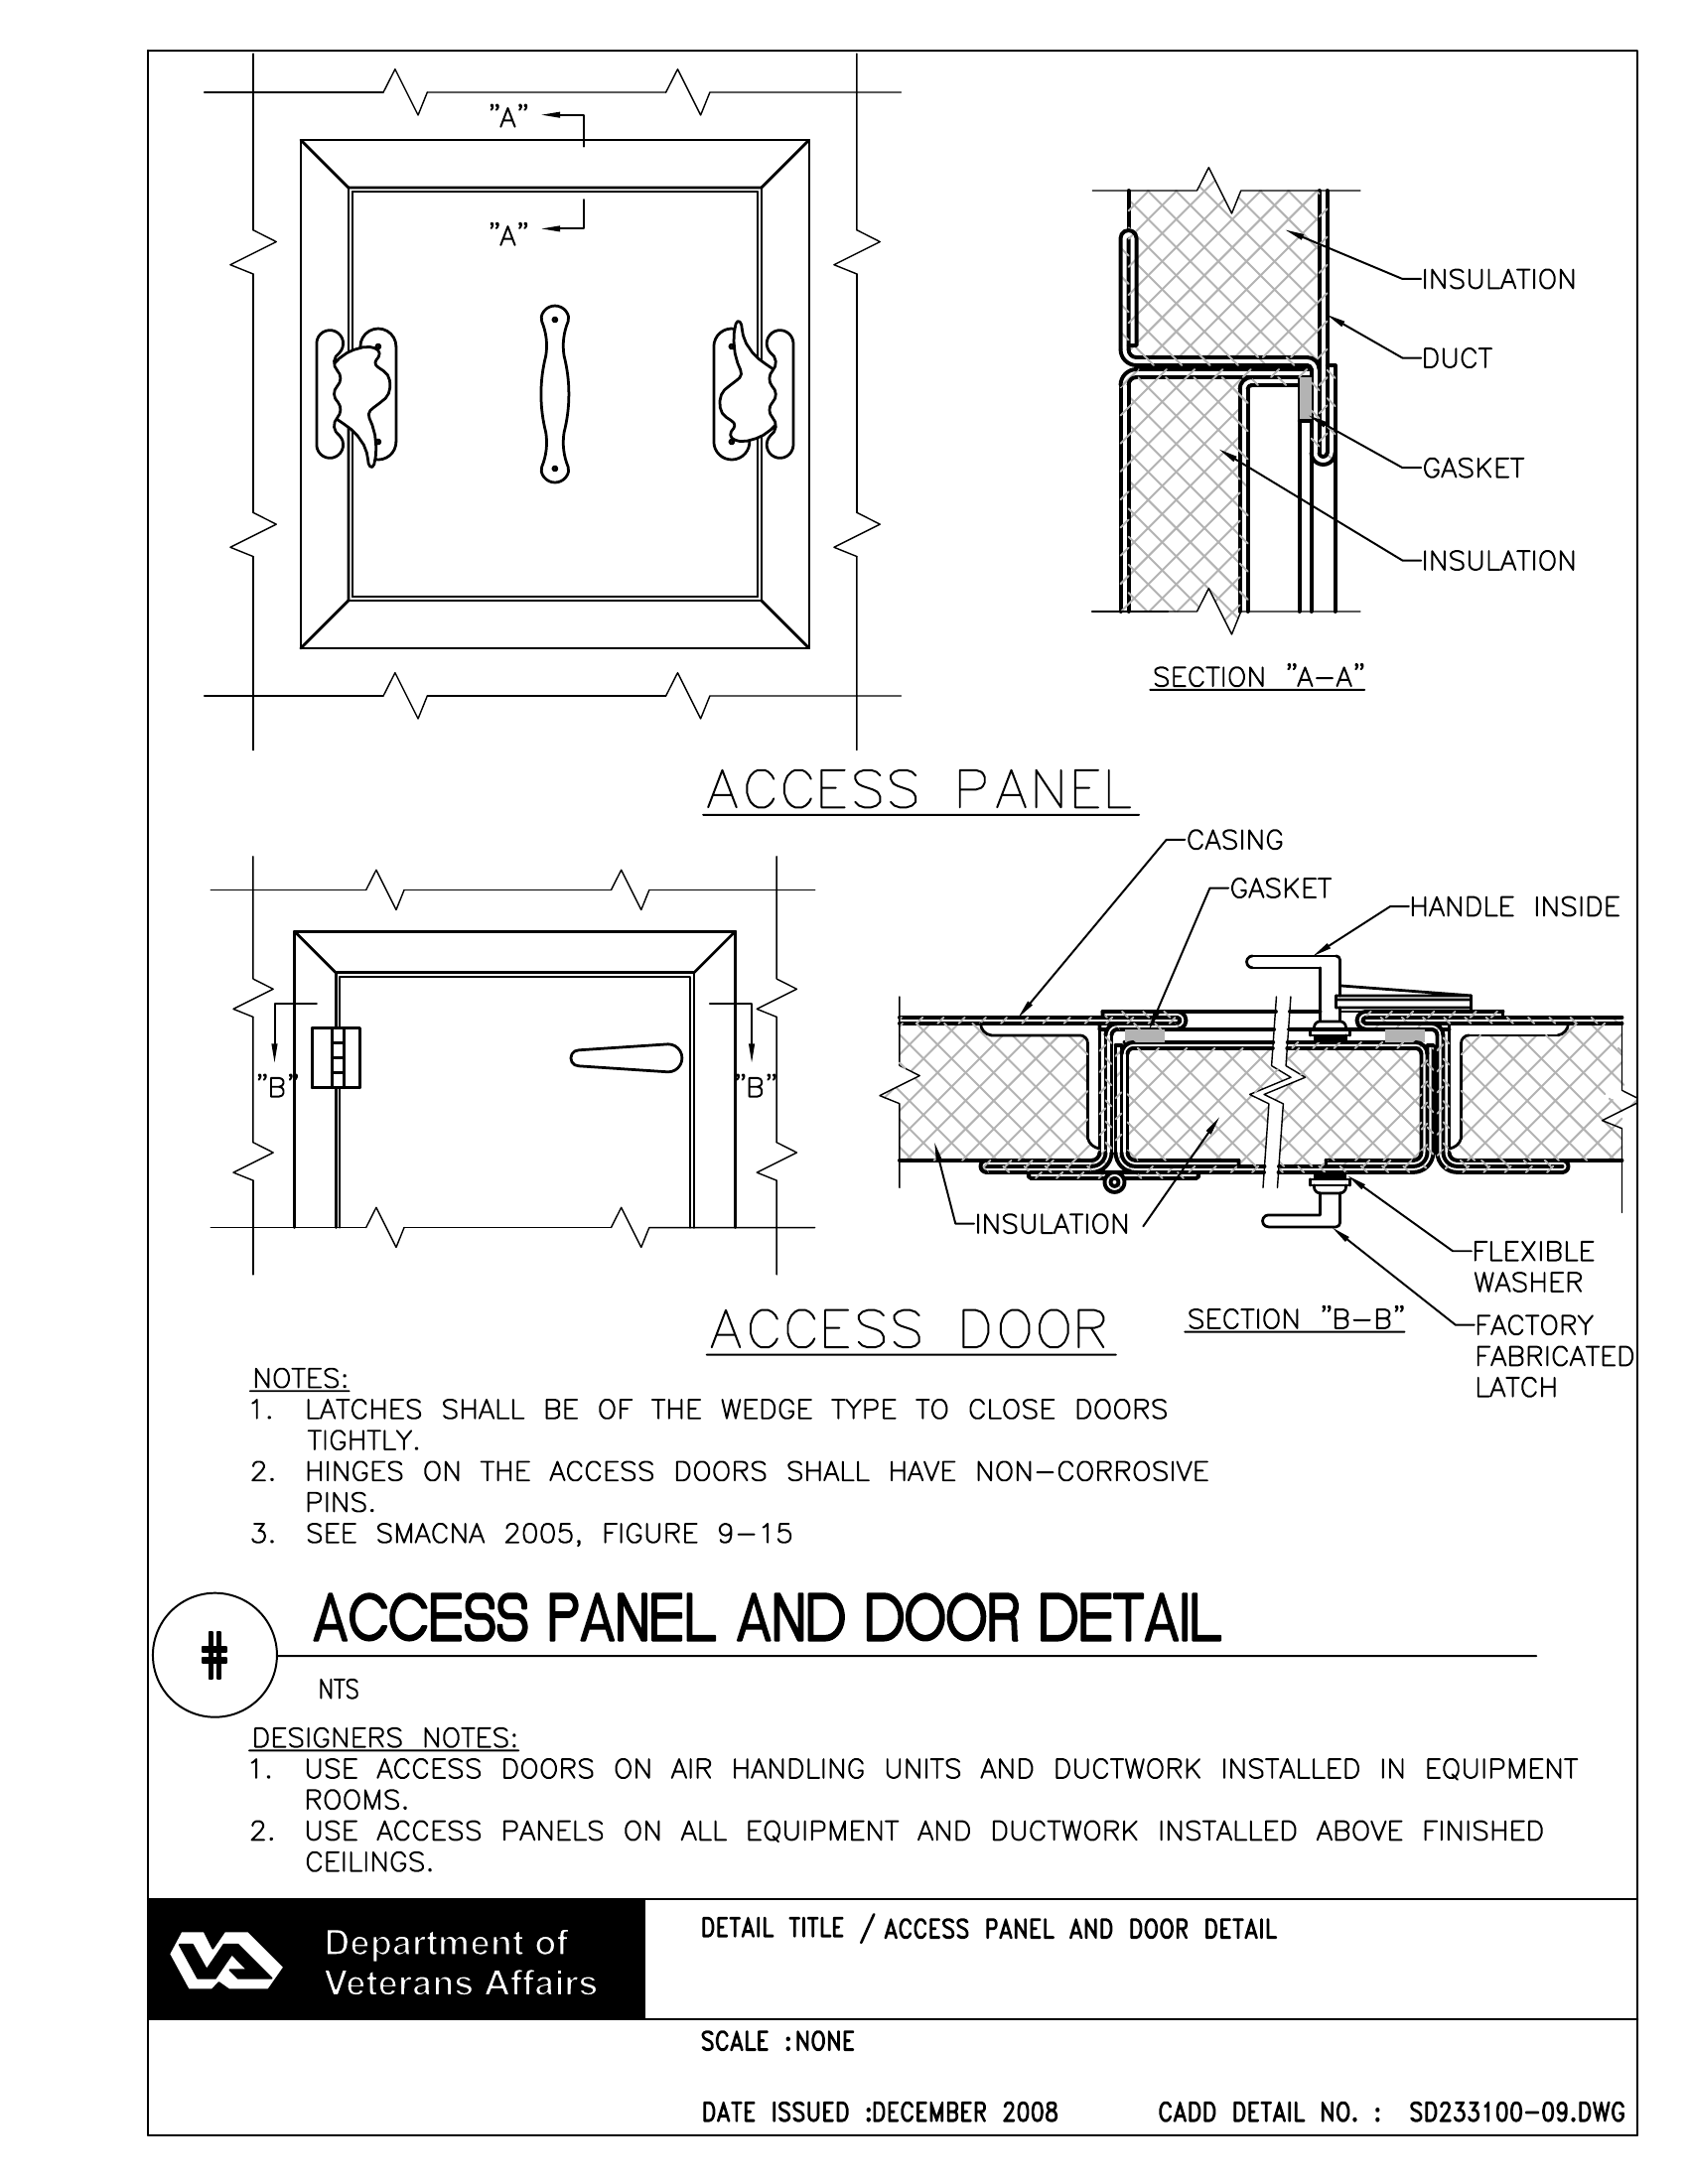 "A"
"A"
INSULATION
DUCT
GASKET
INSULATION
SECTION "A-A"
ACCESS PANEL
CASING
GASKET
HANDLE INSIDE
"B"
"B"
INSULATION
FLEXIBLE
WASHER
SECTION "B-B"
FACTORY
FABRICATED
LATCH
ACCESS DOOR
NOTES:
1. LATCHES SHALL BE OF THE WEDGE TYPE TO CLOSE DOORS
TIGHTLY.
2. HINGES ON THE ACCESS DOORS SHALL HAVE NON-CORROSIVE
PINS.
3. SEE SMACNA 2005, FIGURE 9-15
# ACCESS PANEL AND DOOR DETAIL
NTS
DESIGNERS NOTES:
1. USE ACCESS DOORS ON AIR HANDLING UNITS AND DUCTWORK INSTALLED IN EQUIPMENT
ROOMS.
2. USE ACCESS PANELS ON ALL EQUIPMENT AND DUCTWORK INSTALLED ABOVE FINISHED
CEILINGS.
Department of
Veterans Affairs
DETAIL TITLE / ACCESS PANEL AND DOOR DETAIL
SCALE :NONE
DATE ISSUED :DECEMBER 2008 CADD DETAIL NO. : SD233100-09.DWG